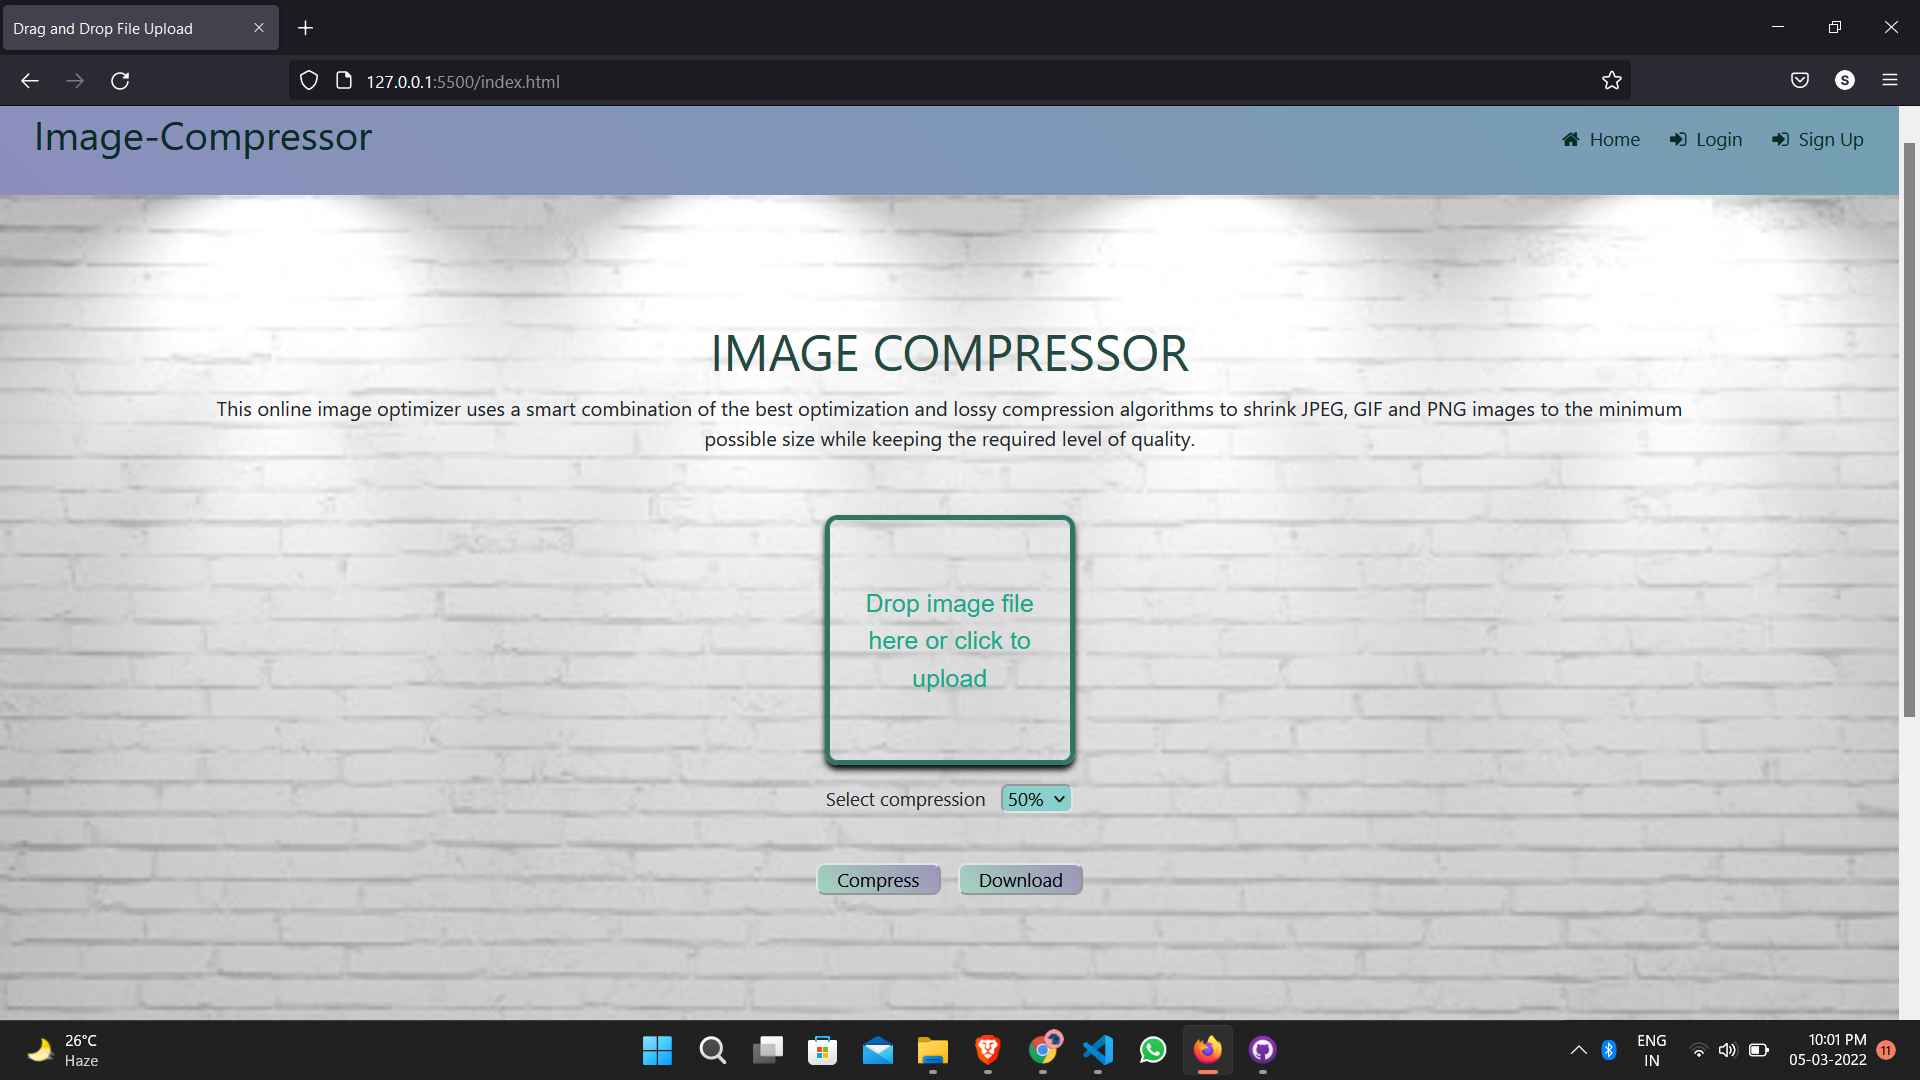 Drag and Drop File Upload
127.0.0.1:5500/index.html
S
Image-Compressor
Home
Login
Sign Up
IMAGE COMPRESSOR
This online image optimizer uses a smart combination of the best optimization and lossy compression algorithms to shrink JPEG, GIF and PNG images to the minimum
possible size while keeping the required level of quality.
Drop image file
here or click to
upload
Select compression 50%
Compress
Download
26°C
Haze
ENG
IN
10:01 PM
05-03-2022
11